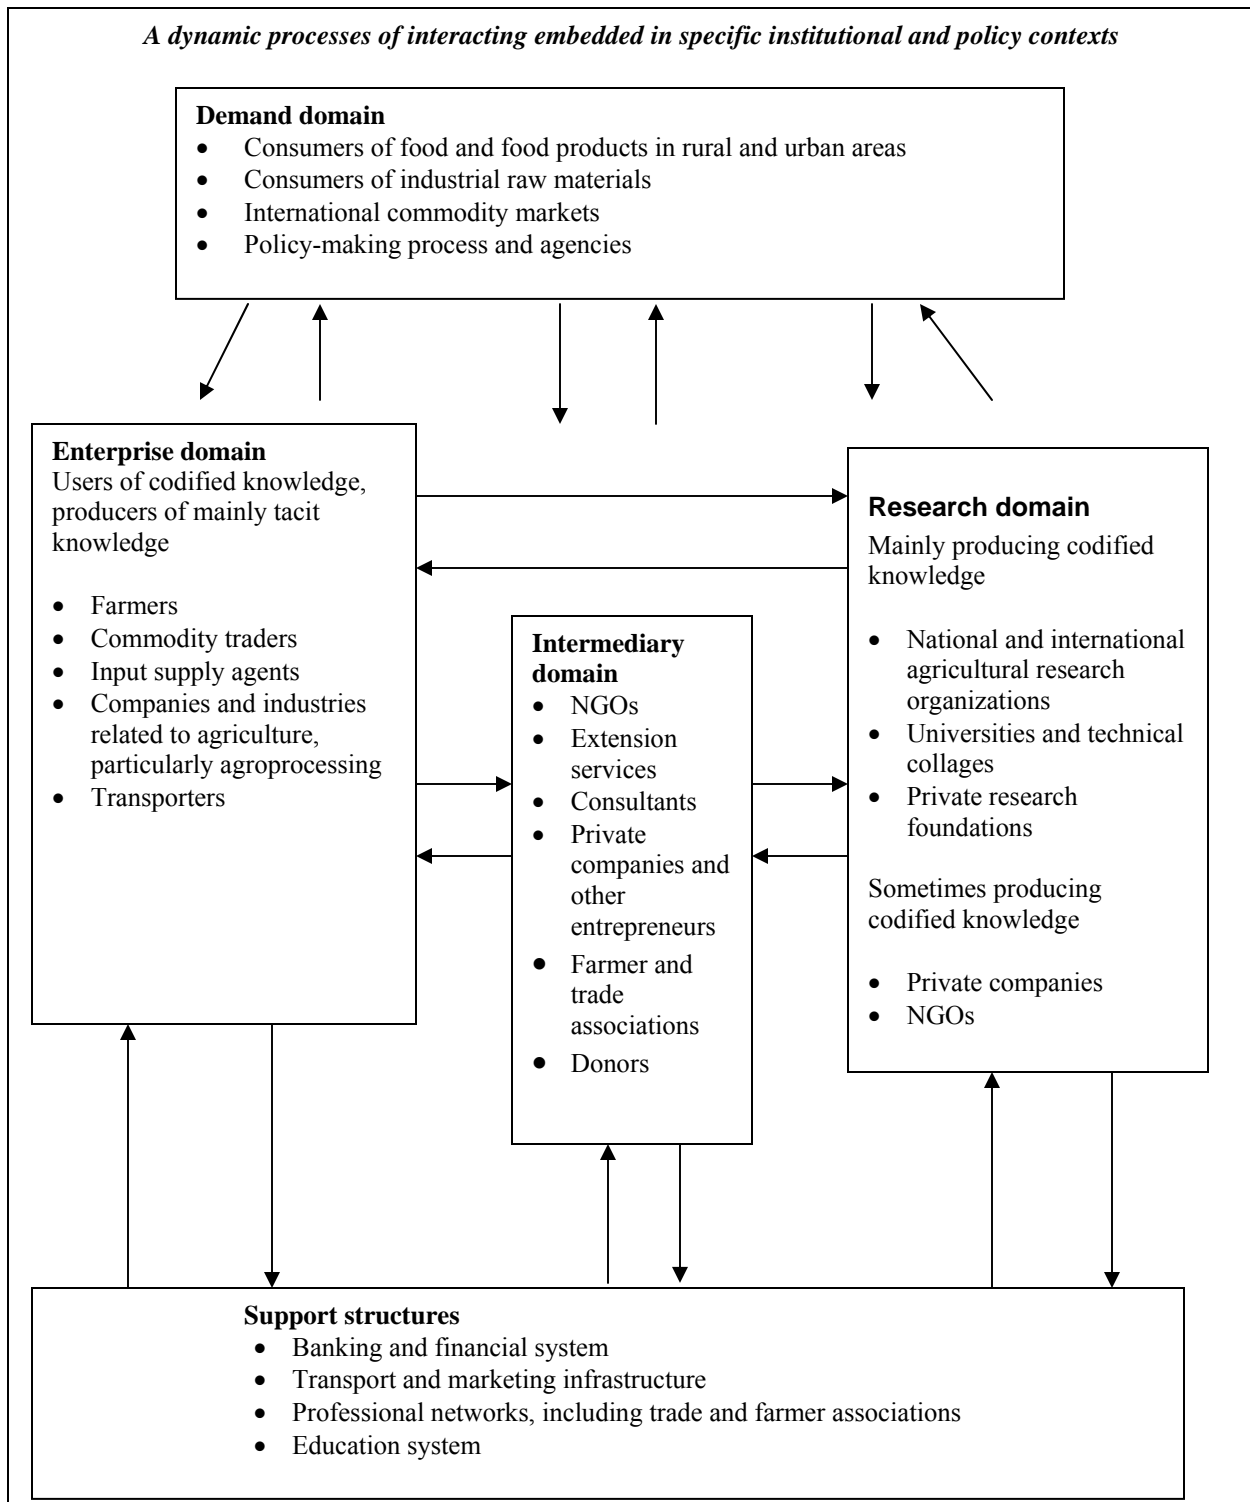 A dynamic processes of interacting embedded in specific institutional and policy contexts
Demand domain
• Consumers of food and food products in rural and urban areas
• Consumers of industrial raw materials
• International commodity markets
• Policy-making process and agencies
Enterprise domain
Users of codified knowledge,
producers of mainly tacit
knowledge
• Farmers
• Commodity traders
• Input supply agents
• Companies and industries
related to agriculture,
particularly agroprocessing
• Transporters
Intermediary
domain
• NGOs
• Extension
services
• Consultants
• Private
companies and
other
entrepreneurs
• Farmer and
trade
associations
• Donors
Research domain
Mainly producing codified
knowledge
• National and international
agricultural research
organizations
• Universities and technical
collages
• Private research
foundations
Sometimes producing
codified knowledge
• Private companies
• NGOs
Support structures
• Banking and financial system
• Transport and marketing infrastructure
• Professional networks, including trade and farmer associations
• Education system